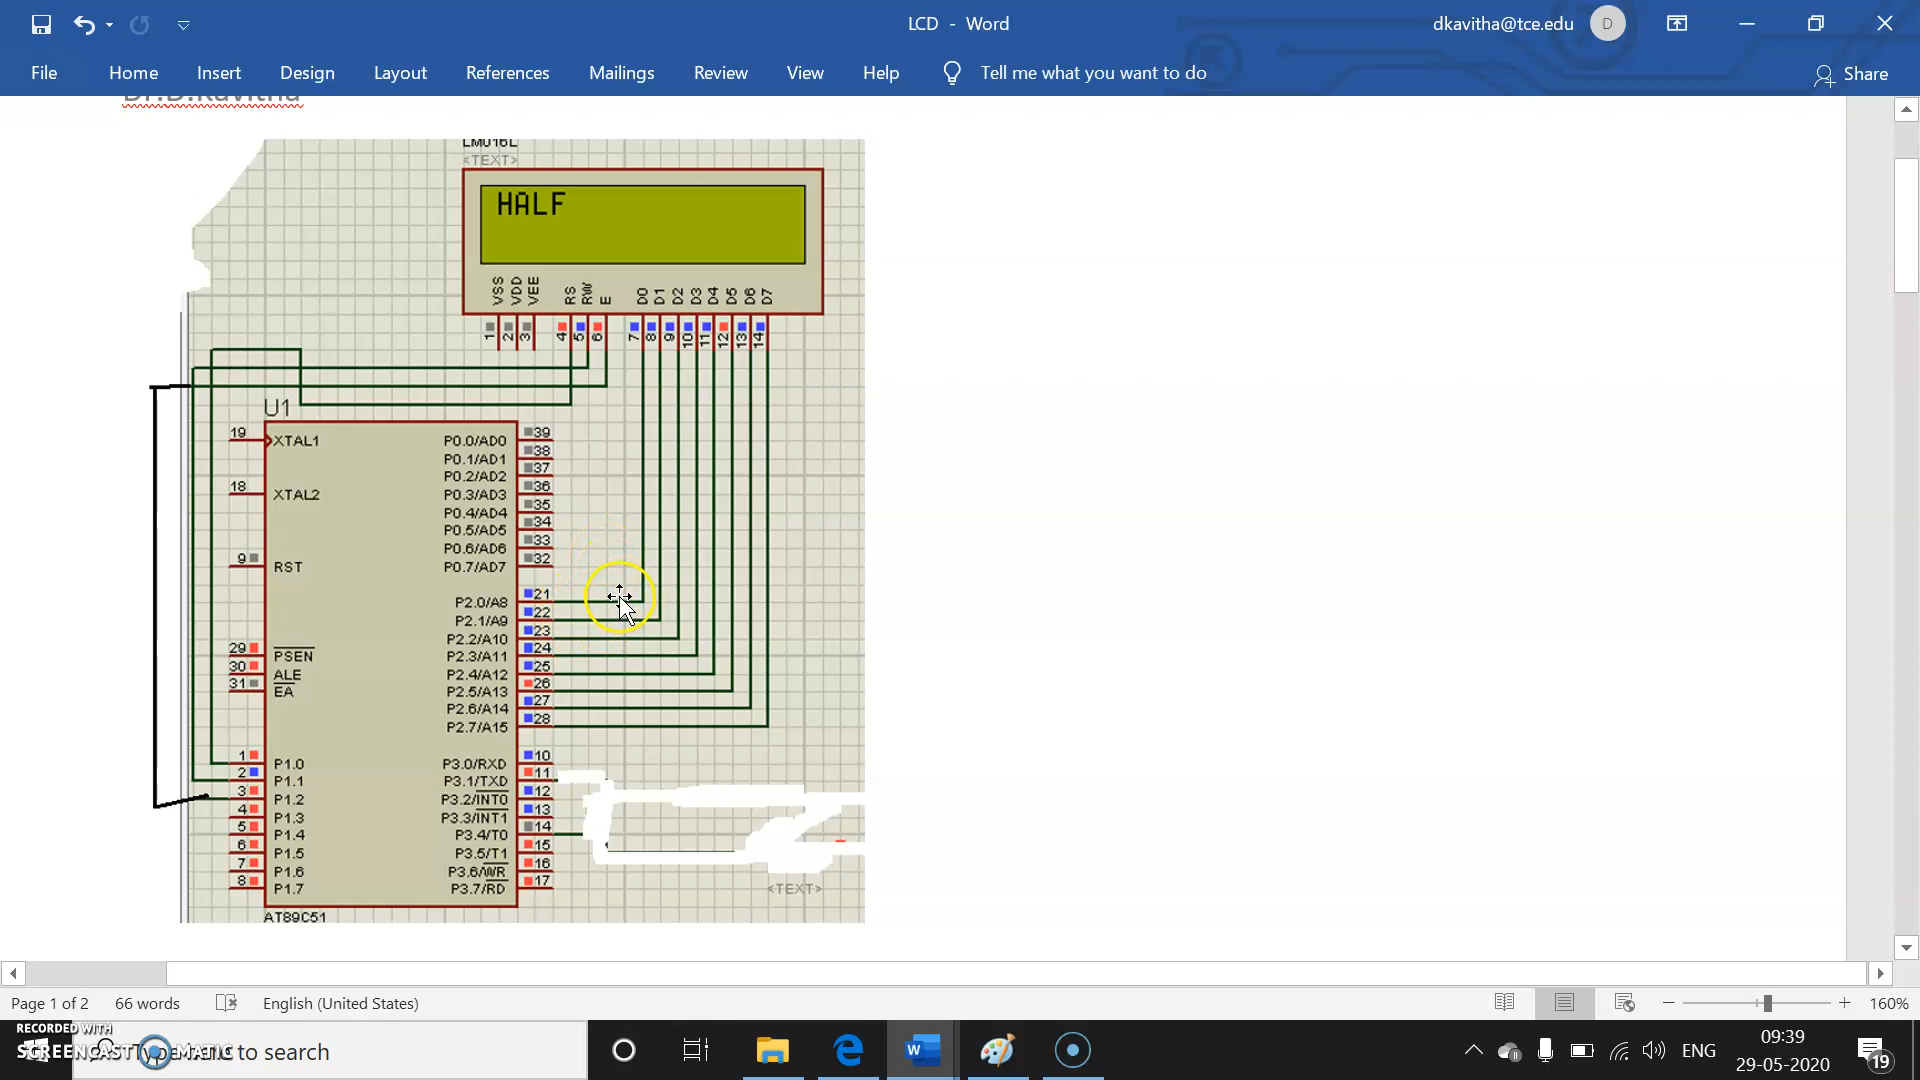 LCD - Word
dkavitha@tce.edu
D
File Home Insert Design Layout References Mailings Review View Help Tell me what you want to do Share
Dr.D.Kavitha
LM016L
<TEXT>
HALF
VSS VDD VEE RS RW E D0 D1 D2 D3 D4 D5 D6 D7
1 2 3 4 5 6 7 8 9 10 11 12 13 14
U1
19 XTAL1 P0.0/AD0 39
P0.1/AD1 38
P0.2/AD2 37
18 XTAL2 P0.3/AD3 36
P0.4/AD4 35
P0.5/AD5 34
P0.6/AD6 33
9 RST P0.7/AD7 32
P2.0/A8 21
P2.1/A9 22
P2.2/A10 23
29 PSEN P2.3/A11 24
30 ALE P2.4/A12 25
31 EA P2.5/A13 26
P2.6/A14 27
P2.7/A15 28
1 P1.0 P3.0/RXD 10
2 P1.1 P3.1/TXD 11
3 P1.2 P3.2/INT0 12
4 P1.3 P3.3/INT1 13
5 P1.4 P3.4/T0 14
6 P1.5 P3.5/T1 15
7 P1.6 P3.6/WR 16
8 P1.7 P3.7/RD 17
<TEXT>
AT89C51
Page 1 of 2 66 words English (United States) 160%
RECORDED WITH
SCREENCAST MATIC
Type here to search
ENG
09:39
29-05-2020
19